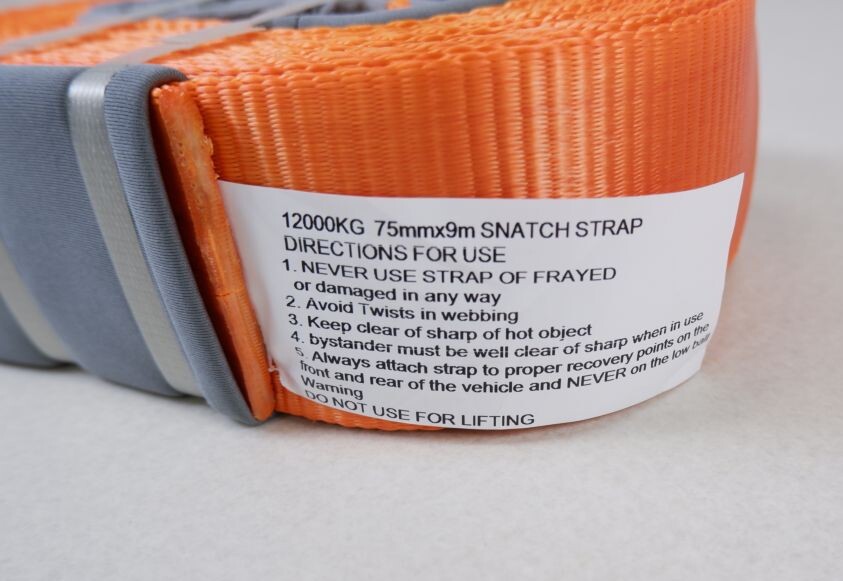 12000KG 75mmx9m SNATCH STRAP
DIRECTIONS FOR USE
1. NEVER USE STRAP OF FRAYED
or damaged in any way
2. Avoid Twists in webbing
3. Keep clear of sharp of hot object
4. bystander must be well clear of sharp when in use
5. Always attach strap to proper recovery points on the
front and rear of the vehicle and NEVER on the low
Warning
DO NOT USE FOR LIFTING